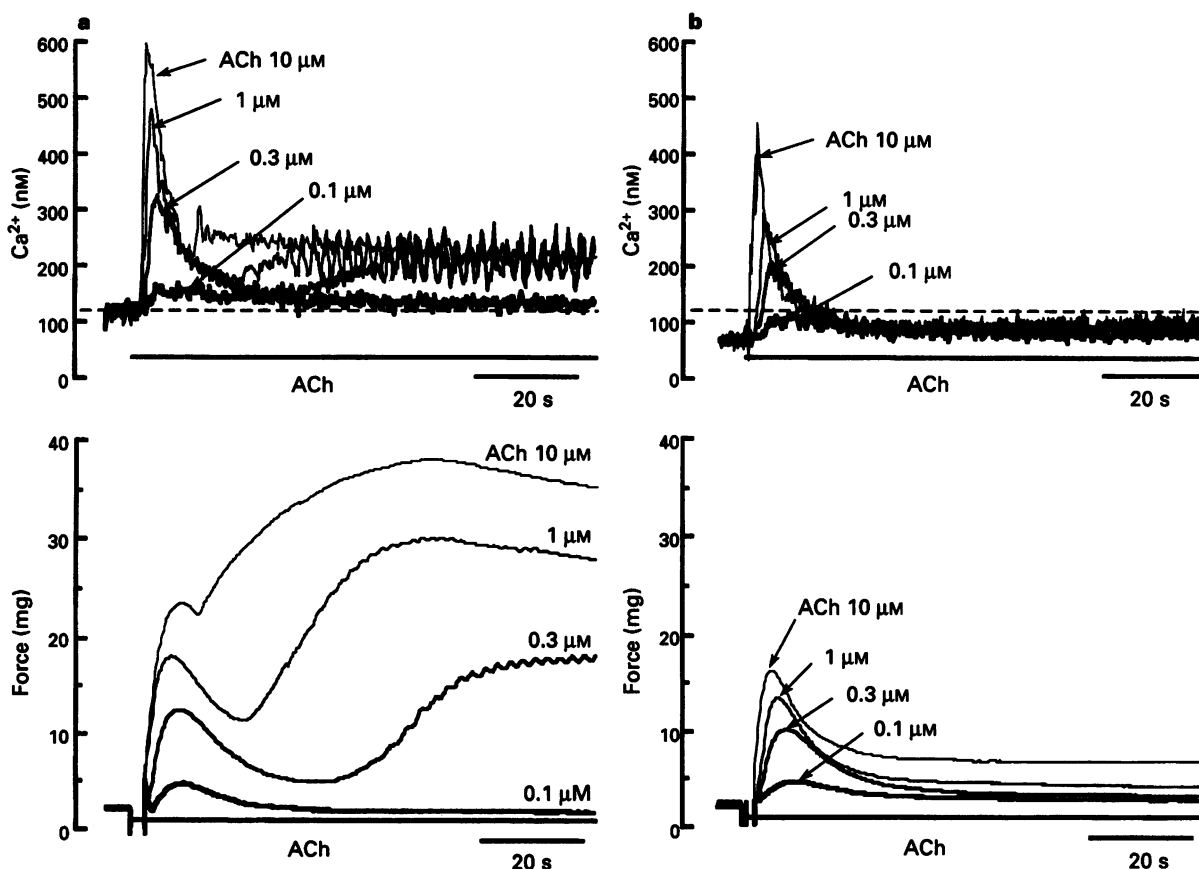 a
600
500
400
300
200
100
0
Ca²⁺ (nM)
ACh 10 µM
1 µM
0.3 µM
0.1 µM
ACh
20 s
b
600
500
400
300
200
100
0
Ca²⁺ (nM)
ACh 10 µM
1 µM
0.3 µM
0.1 µM
ACh
20 s
40
30
20
10
0
Force (mg)
ACh 10 µM
1 µM
0.3 µM
0.1 µM
ACh
20 s
40
30
20
10
0
Force (mg)
ACh 10 µM
1 µM
0.3 µM
0.1 µM
ACh
20 s